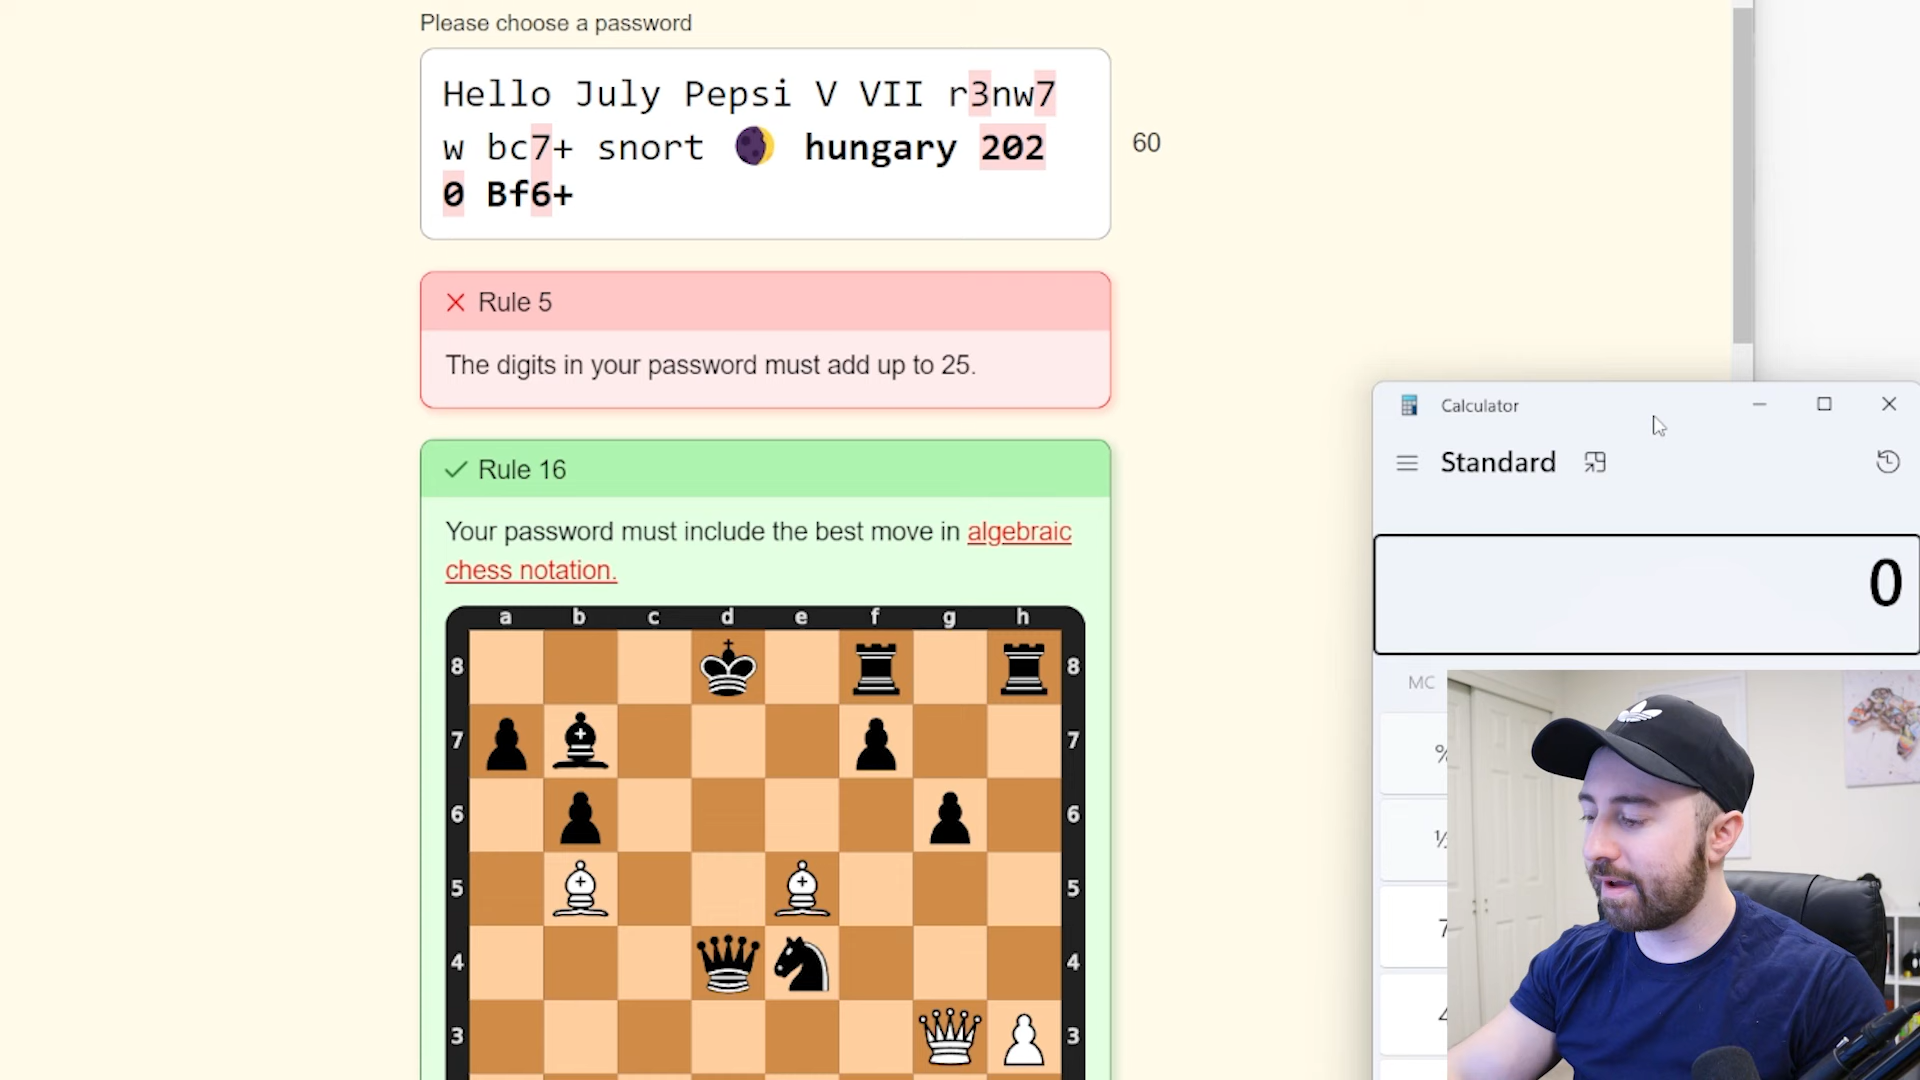 Please choose a password
Hello July Pepsi V VII r3nw7
w bc7+ snort 🌒 hungary 202
0 Bf6+
60
Rule 5
The digits in your password must add up to 25.
Rule 16
Your password must include the best move in algebraic
chess notation.
a b c d e f g h
8 8
7 7
6 6
5 5
4 4
3 3
Calculator
Standard
0
MC
%
7